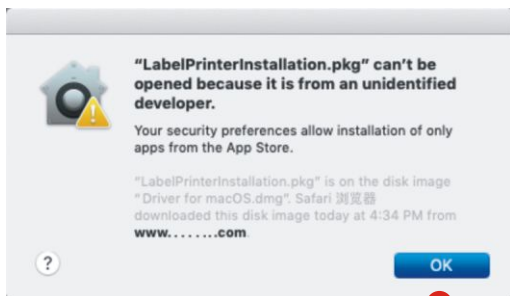 "LabelPrinterInstallation.pkg" can't be
opened because it is from an unidentified
developer.
Your security preferences allow installation of only
apps from the App Store.
"LabelPrinterInstallation.pkg" is on the disk image
"Driver for macOS.dmg". Safari 浏览器
downloaded this disk image today at 4:34 PM from
www........com.
?
OK